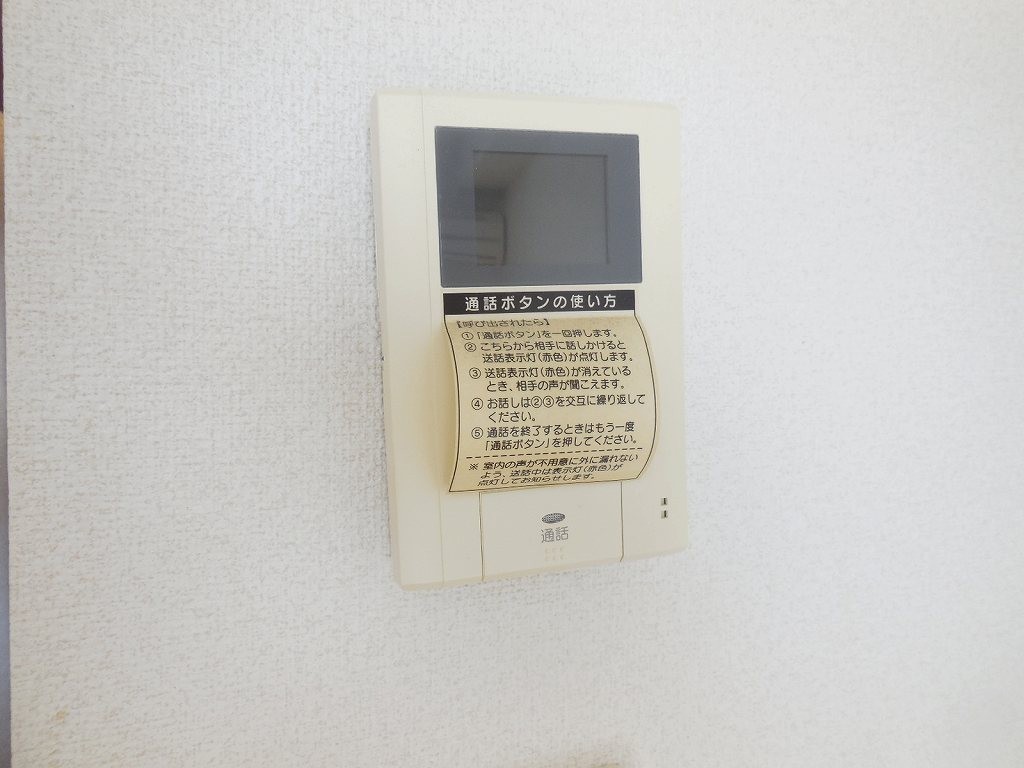 通話ボタンの使い方
【呼び出されたら】
①「通話ボタン」を一回押します。
② こちらから相手に話しかけると
送話表示灯(赤色)が点灯します。
③ 送話表示灯(赤色)が消えている
とき、相手の声が聞こえます。
④ お話しは②③を交互に繰り返して
ください。
⑤ 通話を終了するときはもう一度
「通話ボタン」を押してください。
※ 室内の声が不用意に外に漏れない
よう、送話中は表示灯(赤色)が
点灯してお知らせします。
通話